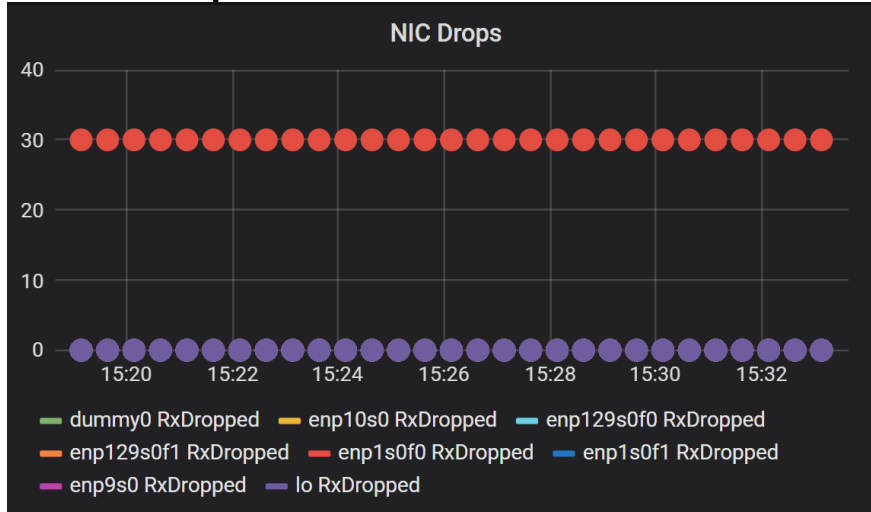 NIC Drops
40
30
20
10
0
15:20 15:22 15:24 15:26 15:28 15:30 15:32
dummy0 RxDropped enp10s0 RxDropped enp129s0f0 RxDropped
enp129s0f1 RxDropped enp1s0f0 RxDropped enp1s0f1 RxDropped
enp9s0 RxDropped lo RxDropped